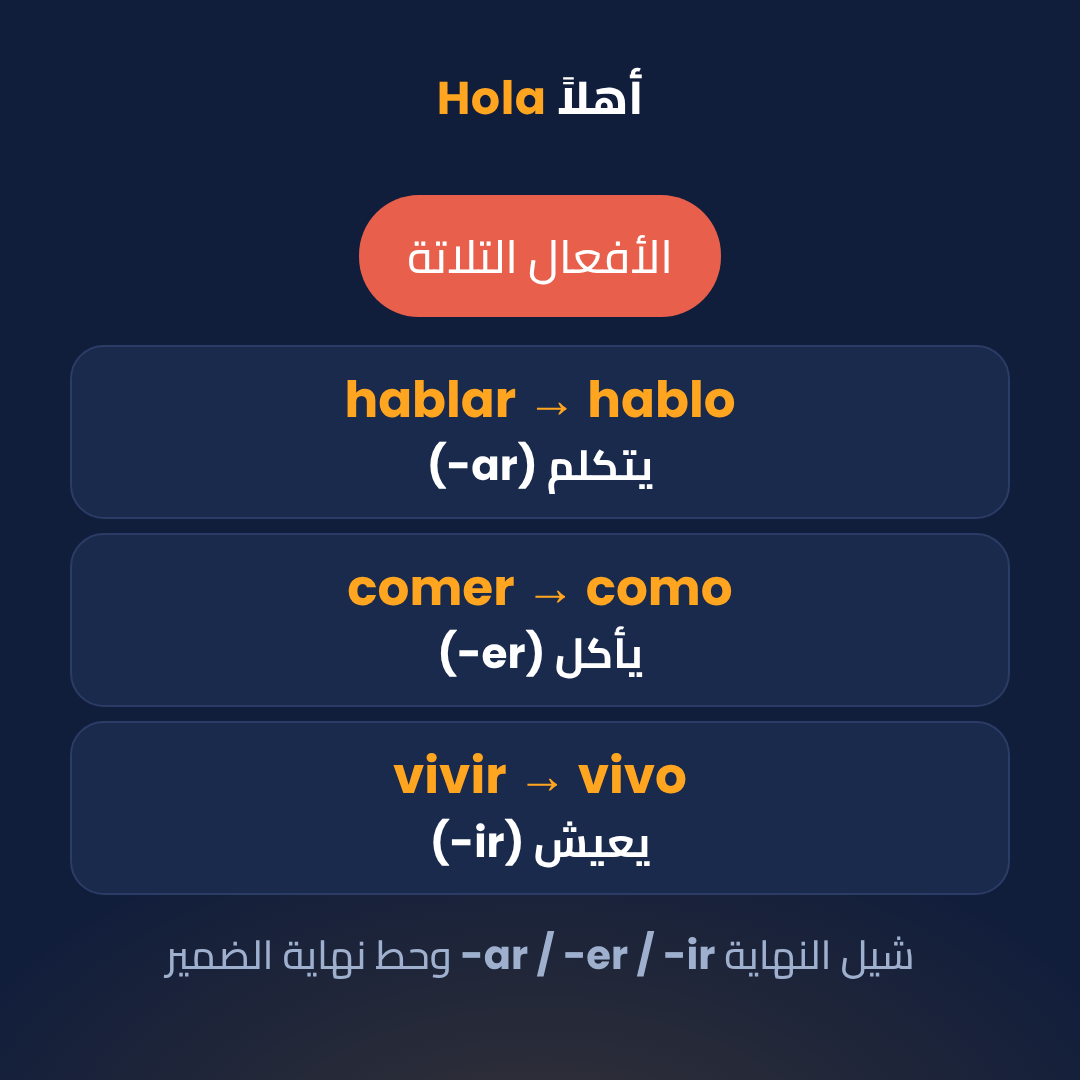 أهلاً Hola
الأفعال التلاتة
hablar → hablo
يتكلم (-ar)
comer → como
يأكل (-er)
vivir → vivo
يعيش (-ir)
شيل النهاية -ar / -er / -ir وحط نهاية الضمير